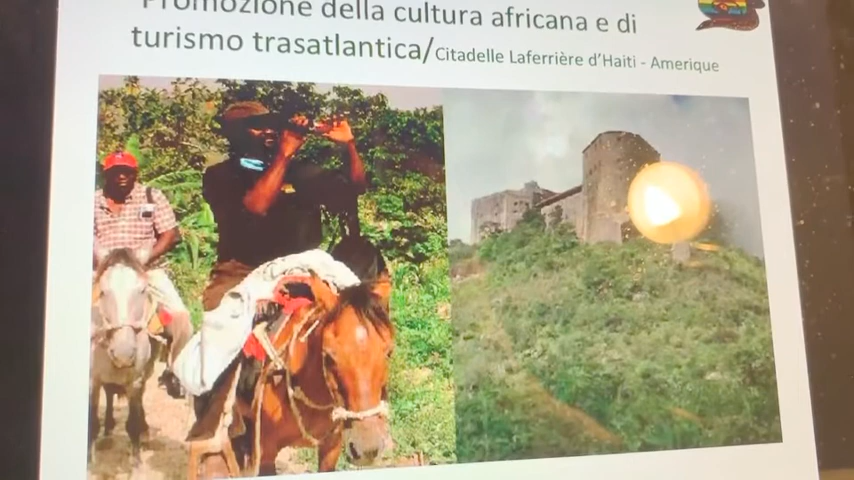 Promozione della cultura africana e di
turismo trasatlantica/Citadelle Laferrière d'Haiti - Amerique